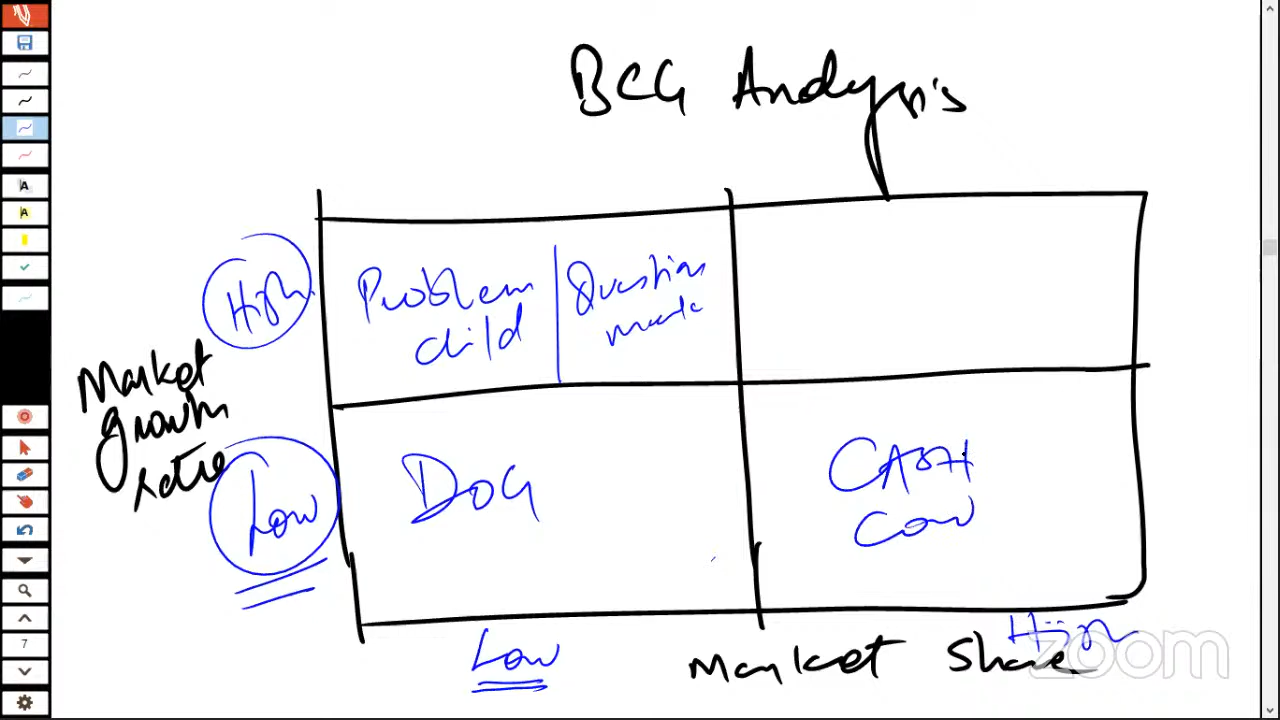 BCG Analysis
High
Problem child
Question mark
Market growth rate
Low
DOG
CASH COW
Low
Market Share
High
zoom
7
A
A